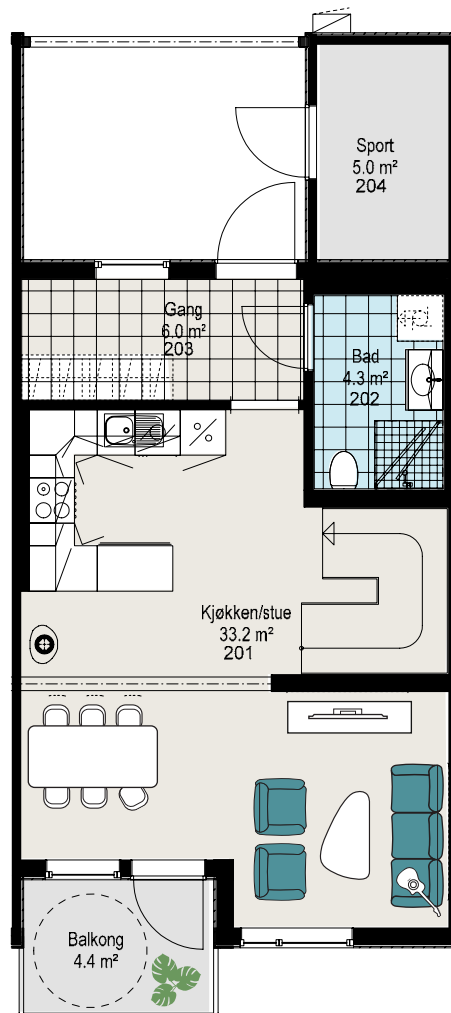 Sport
5.0 m²
204
Gang
6.0 m²
203
Bad
4.3 m²
202
Kjøkken/stue
33.2 m²
201
Balkong
4.4 m²